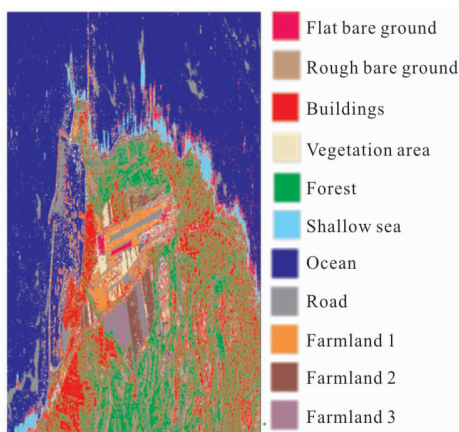 Flat bare ground
Rough bare ground
Buildings
Vegetation area
Forest
Shallow sea
Ocean
Road
Farmland 1
Farmland 2
Farmland 3